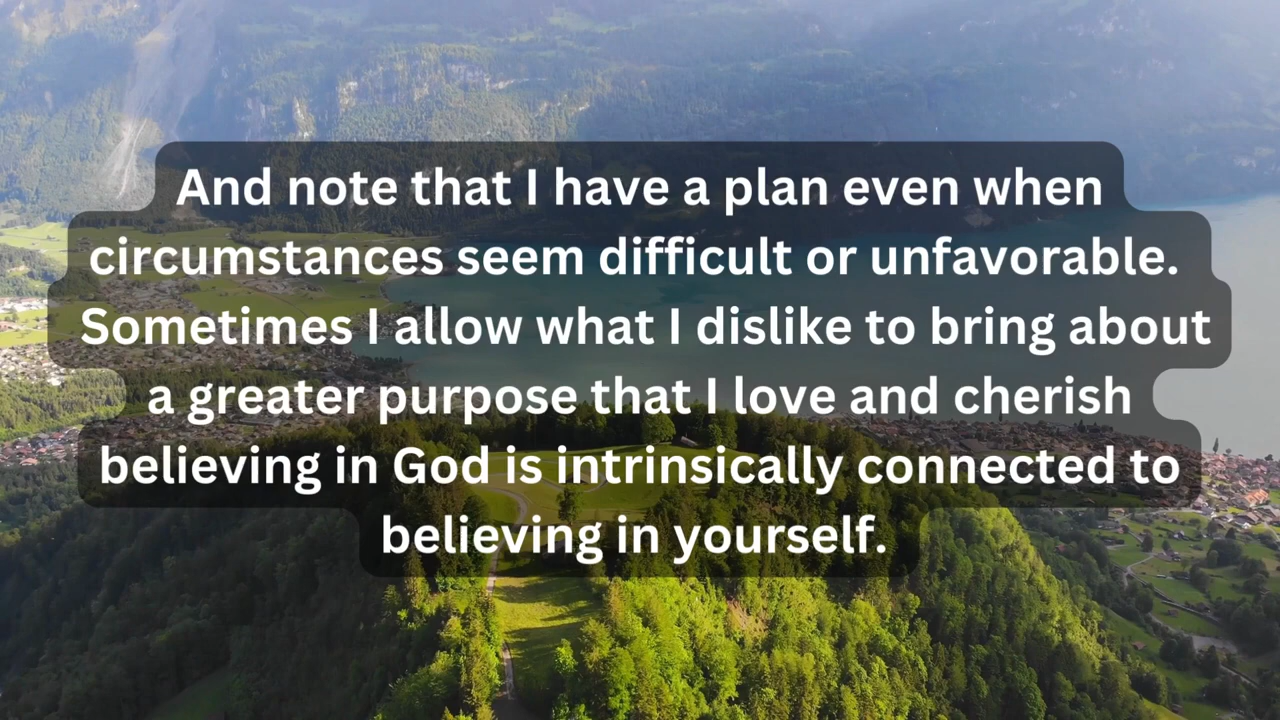 And note that I have a plan even when
circumstances seem difficult or unfavorable.
Sometimes I allow what I dislike to bring about
a greater purpose that I love and cherish
believing in God is intrinsically connected to
believing in yourself.